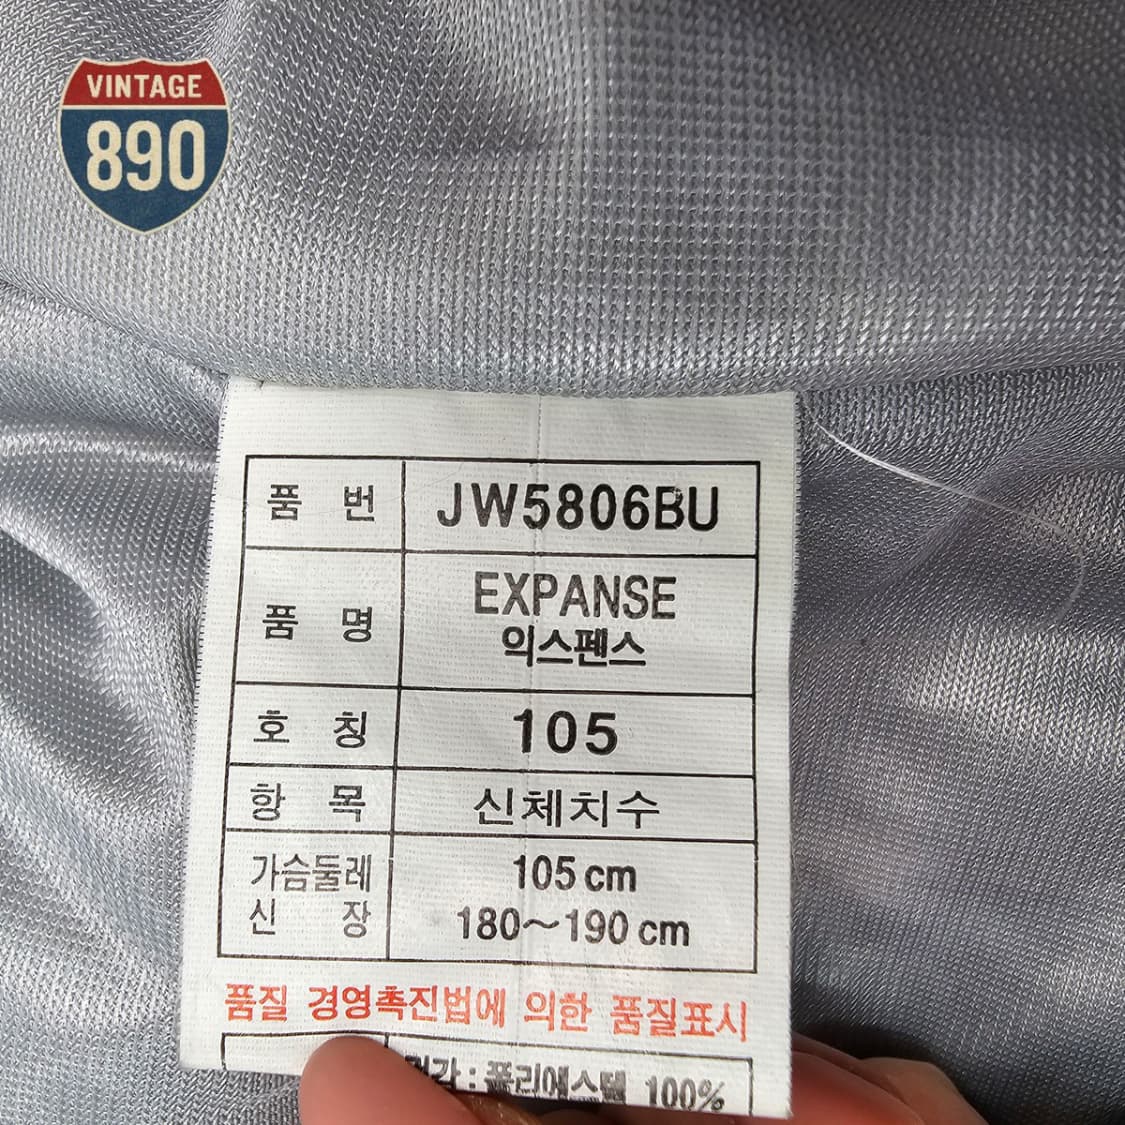 VINTAGE
890
품 번 JW5806BU
품 명 EXPANSE
익스펜스
호 칭 105
항 목 신체치수
가슴둘레 105 cm
신 장 180~190 cm
품질 경영촉진법에 의한 품질표시
: 폴리에스텔 100%